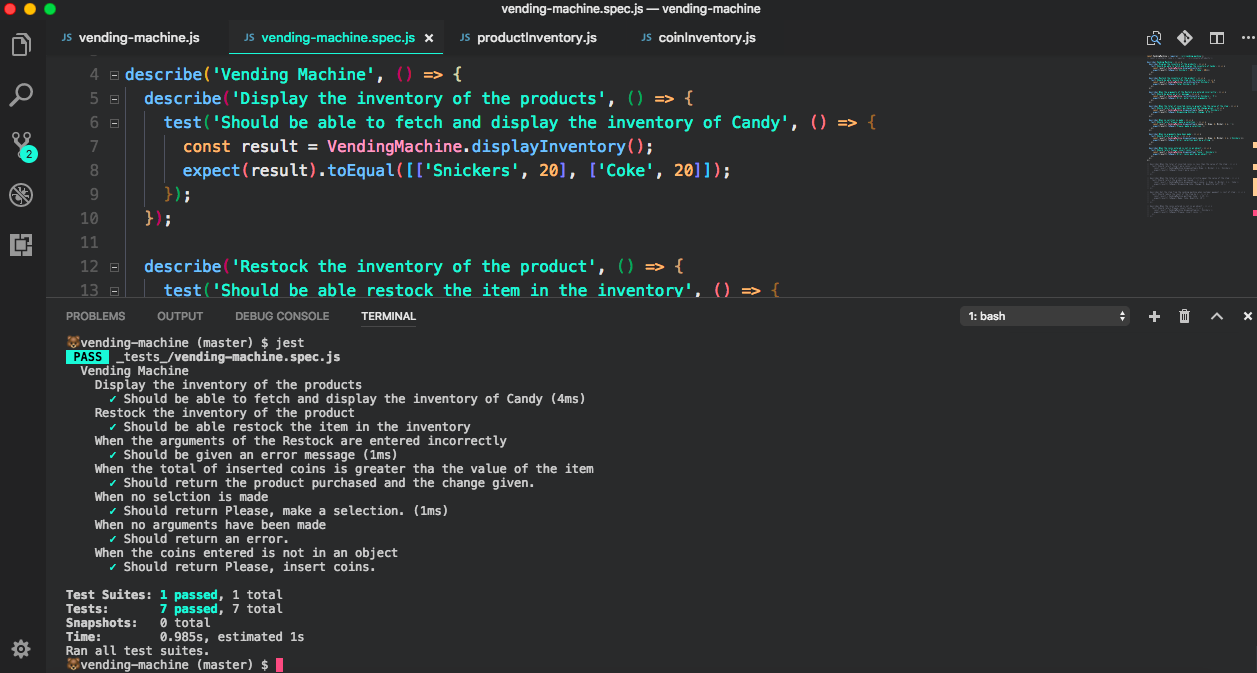 vending-machine.spec.js — vending-machine
JS vending-machine.js JS vending-machine.spec.js × JS productInventory.js JS coinInventory.js
4 describe('Vending Machine', () => {
5 describe('Display the inventory of the products', () => {
6 test('Should be able to fetch and display the inventory of Candy', () => {
7 const result = VendingMachine.displayInventory();
8 expect(result).toEqual([['Snickers', 20], ['Coke', 20]]);
9 });
10 });
11
12 describe('Restock the inventory of the product', () => {
13 test('Should be able restock the item in the inventory', () => {
2
PROBLEMS OUTPUT DEBUG CONSOLE TERMINAL 1: bash
🐻vending-machine (master) $ jest
PASS _tests_/vending-machine.spec.js
Vending Machine
Display the inventory of the products
✓ Should be able to fetch and display the inventory of Candy (4ms)
Restock the inventory of the product
✓ Should be able restock the item in the inventory
When the arguments of the Restock are entered incorrectly
✓ Should be given an error message (1ms)
When the total of inserted coins is greater tha the value of the item
✓ Should return the product purchased and the change given.
When no selction is made
✓ Should return Please, make a selection. (1ms)
When no arguments have been made
✓ Should return an error.
When the coins entered is not in an object
✓ Should return Please, insert coins.
Test Suites: 1 passed, 1 total
Tests: 7 passed, 7 total
Snapshots: 0 total
Time: 0.985s, estimated 1s
Ran all test suites.
🐻vending-machine (master) $